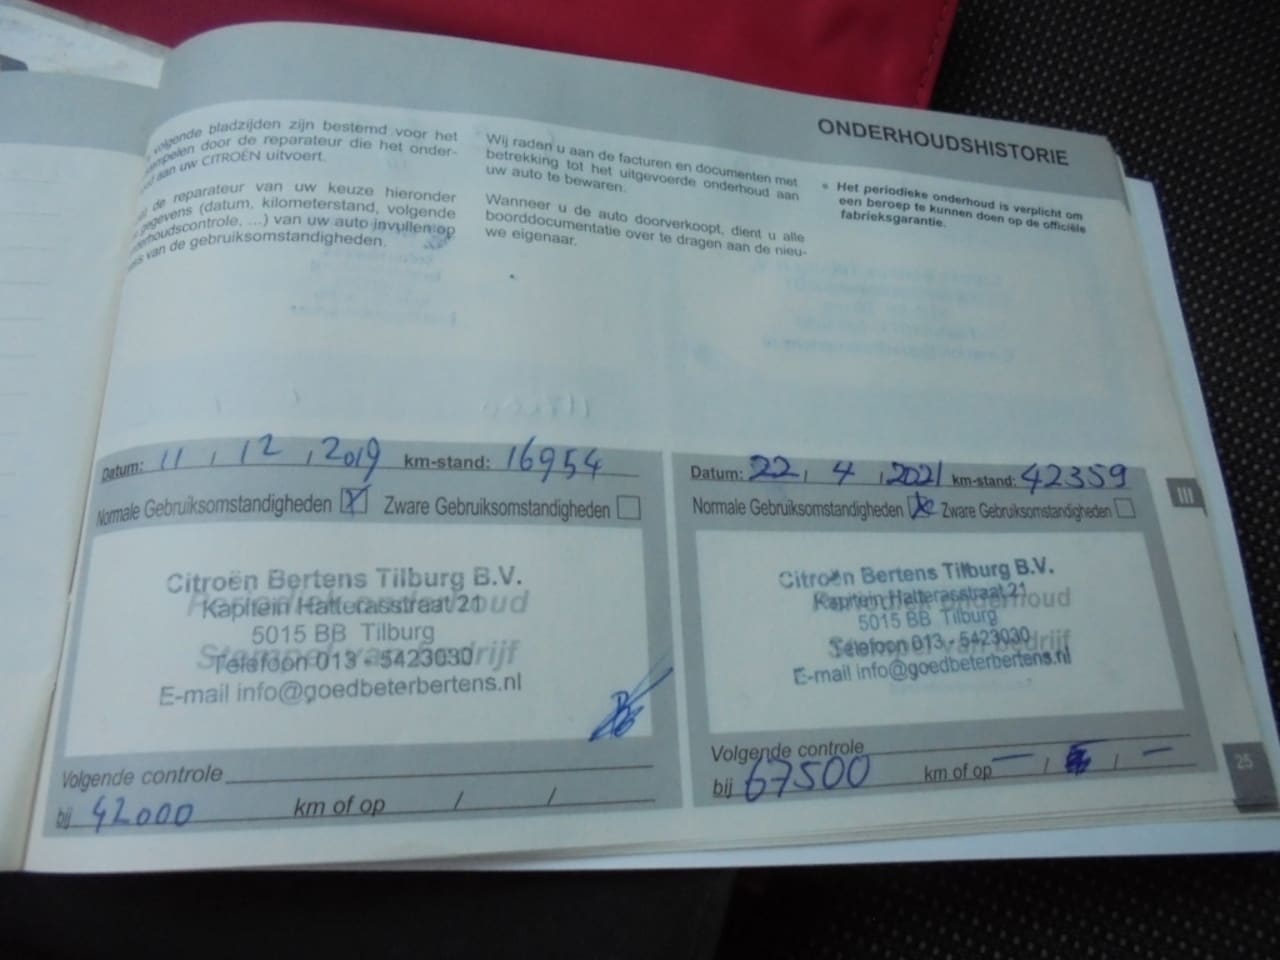 ONDERHOUDSHISTORIE
volgende bladzijden zijn bestemd voor het
door de reparateur die het onder-
aan uw CITROËN uitvoert.
de reparateur van uw keuze hieronder
gegevens (datum, kilometerstand, volgende
...) van uw auto invullen op
van de gebruiksomstandigheden.
Wij raden u aan de facturen en documenten met
betrekking tot het uitgevoerde onderhoud aan
uw auto te bewaren.
Wanneer u de auto doorverkoopt, dient u alle
boorddocumentatie over te dragen aan de nieu-
we eigenaar.
• Het periodieke onderhoud is verplicht om
een beroep te kunnen doen op de officiële
fabrieksgarantie.
Datum: 11 , 12 , 2019 km-stand: 16954
Normale Gebruiksomstandigheden X Zware Gebruiksomstandigheden
Citroën Bertens Tilburg B.V.
Kapitein Hatterasstraat 21
5015 BB Tilburg
Telefoon 013 - 5423030
E-mail info@goedbeterbertens.nl
Volgende controle
bij 42000 km of op / /
Datum: 22 , 4 , 2021 km-stand: 42359
Normale Gebruiksomstandigheden X Zware Gebruiksomstandigheden
Citroën Bertens Tilburg B.V.
Kapitein Hatterasstraat 21
5015 BB Tilburg
Telefoon 013 - 5423030
E-mail info@goedbeterbertens.nl
Volgende controle
bij 67500 km of op — / / —
III
25